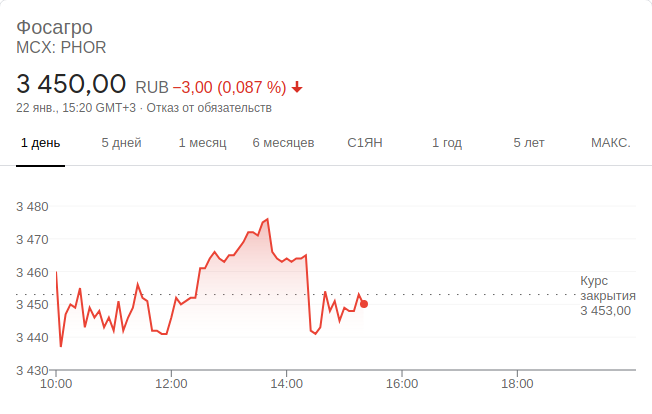 Фосагро
MCX: PHOR
3 450,00 RUB −3,00 (0,087 %)
22 янв., 15:20 GMT+3 · Отказ от обязательств
1 день 5 дней 1 месяц 6 месяцев С1ЯН 1 год 5 лет МАКС.
3 480
3 470
3 460
3 450
3 440
3 430
Курс
закрытия
3 453,00
10:00 12:00 14:00 16:00 18:00